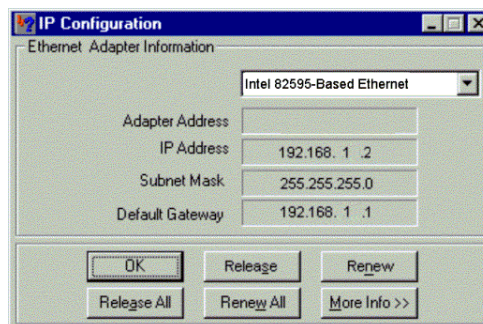 IP Configuration
Ethernet Adapter Information
Intel 82595-Based Ethernet
Adapter Address
IP Address 192.168. 1 .2
Subnet Mask 255.255.255.0
Default Gateway 192.168. 1 .1
OK Release Renew
Release All Renew All More Info >>